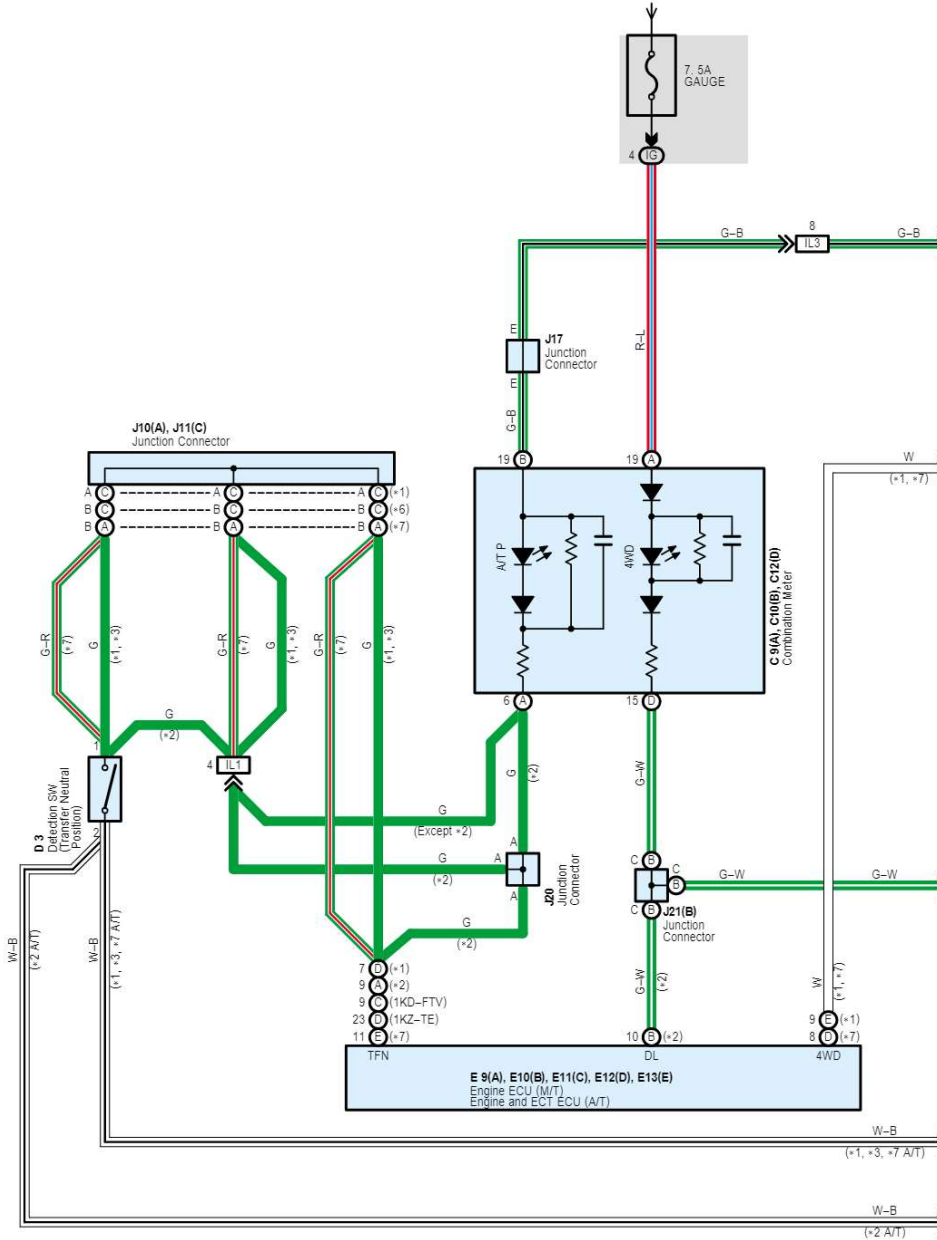 7. 5A
GAUGE
4 IG
8
G–B
IL3
G–B
E
J17
Junction
Connector
E
R–L
G–B
J10(A), J11(C)
Junction Connector
19 B
19 A
W
(*1, *7)
A C A C A C (*1)
B C B C B C (*6)
B A B A B A (*7)
A/T P
4WD
C 9(A), C10(B), C12(D)
Combination Meter
G–R
(*7)
G
(*1, *3)
G–R
(*7)
G
(*1, *3)
G–R
(*7)
G
(*1, *3)
6 A
15 D
G
(*2)
1
4 IL1
G
(*2)
G–W
D 3
Detection SW
(Transfer Neutral
Position)
2
G
(Except *2)
A
G
(*2)
A
A
J20
Junction
Connector
C B
C
B
G–W
G–W
C B
J21(B)
Junction
Connector
G
(*2)
W–B
(*2 A/T)
W–B
(*1, *3, *7 A/T)
G–W
(*2)
W
(*1, *7)
7 D (*1)
9 A (*2)
9 C (1KD–FTV)
23 D (1KZ–TE)
11 E (*7)
10 B (*2)
9 E (*1)
8 D (*7)
TFN
DL
4WD
E 9(A), E10(B), E11(C), E12(D), E13(E)
Engine ECU (M/T)
Engine and ECT ECU (A/T)
W–B
(*1, *3, *7 A/T)
W–B
(*2 A/T)